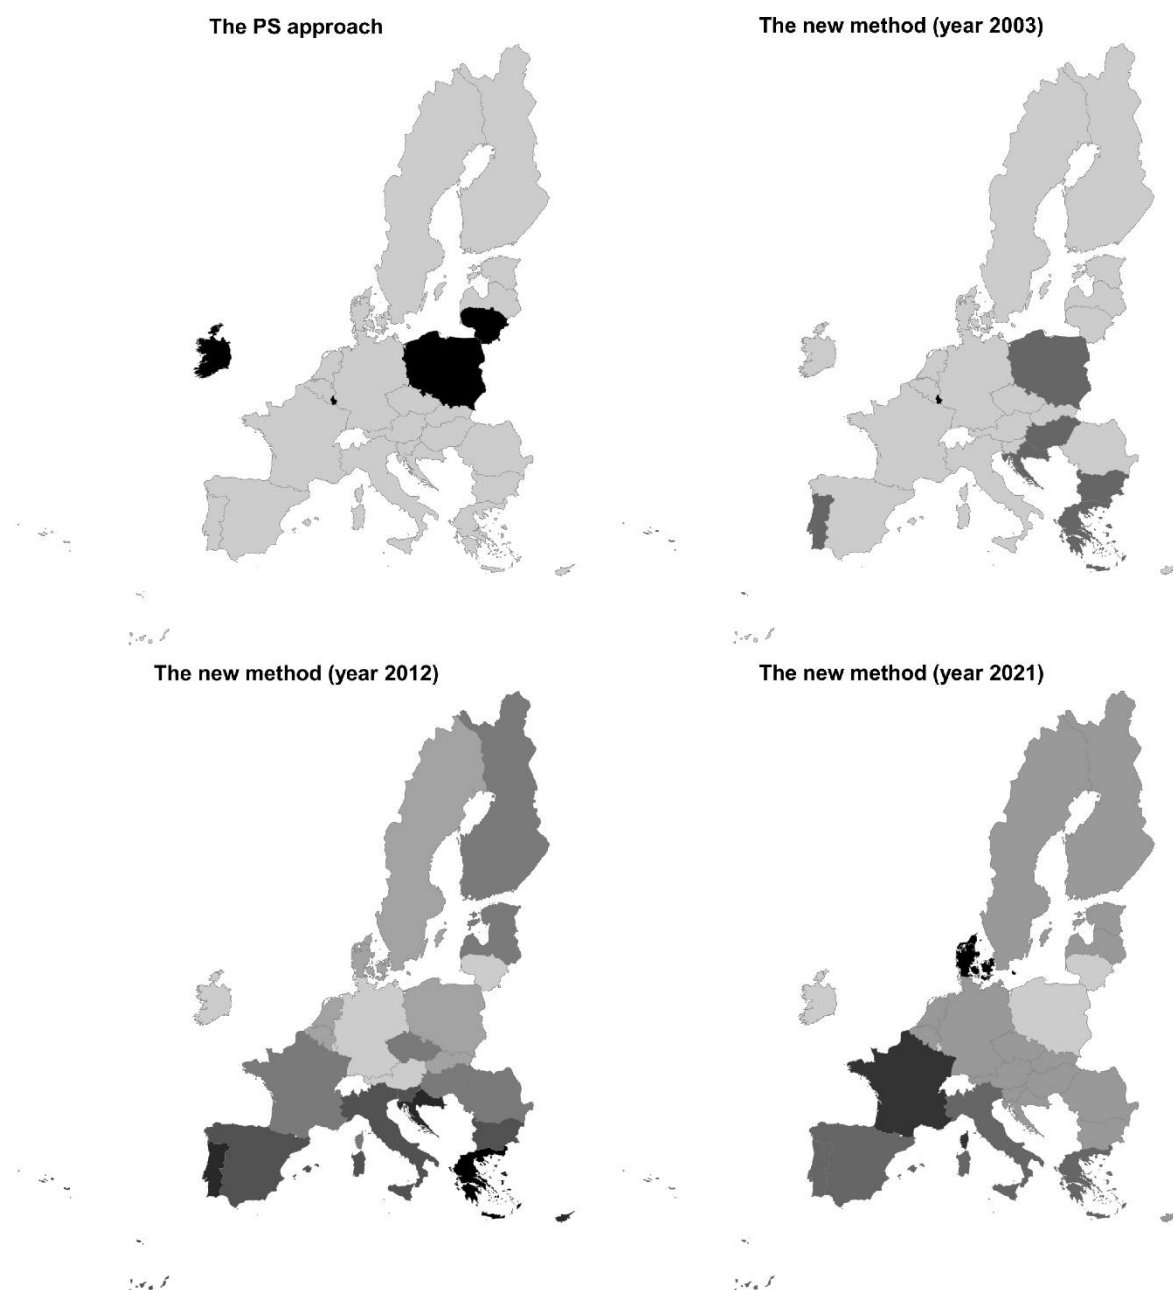 The PS approach
The new method (year 2003)
The new method (year 2012)
The new method (year 2021)